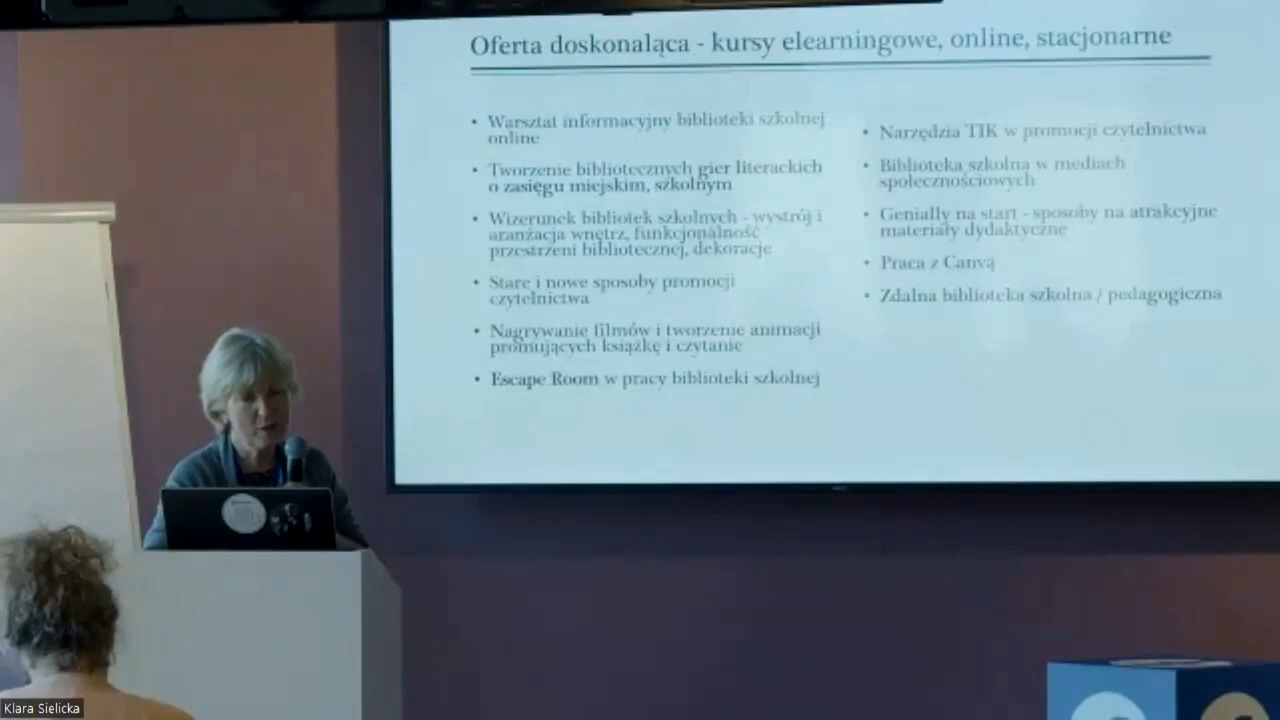 Oferta doskonaląca - kursy elearningowe, online, stacjonarne
• Warsztat informacyjny biblioteki szkolnej
online
• Tworzenie bibliotecznych gier literackich
o zasięgu miejskim, szkolnym
• Wizerunek bibliotek szkolnych - wystrój i
aranżacja wnętrz, funkcjonalność
przestrzeni bibliotecznej, dekoracje
• Stare i nowe sposoby promocji
czytelnictwa
• Nagrywanie filmów i tworzenie animacji
promujących książkę i czytanie
• Escape Room w pracy biblioteki szkolnej
• Narzędzia TIK w promocji czytelnictwa
• Biblioteka szkolna w mediach
społecznościowych
• Genially na start - sposoby na atrakcyjne
materiały dydaktyczne
• Praca z Canvą
• Zdalna biblioteka szkolna / pedagogiczna
Klara Sielicka